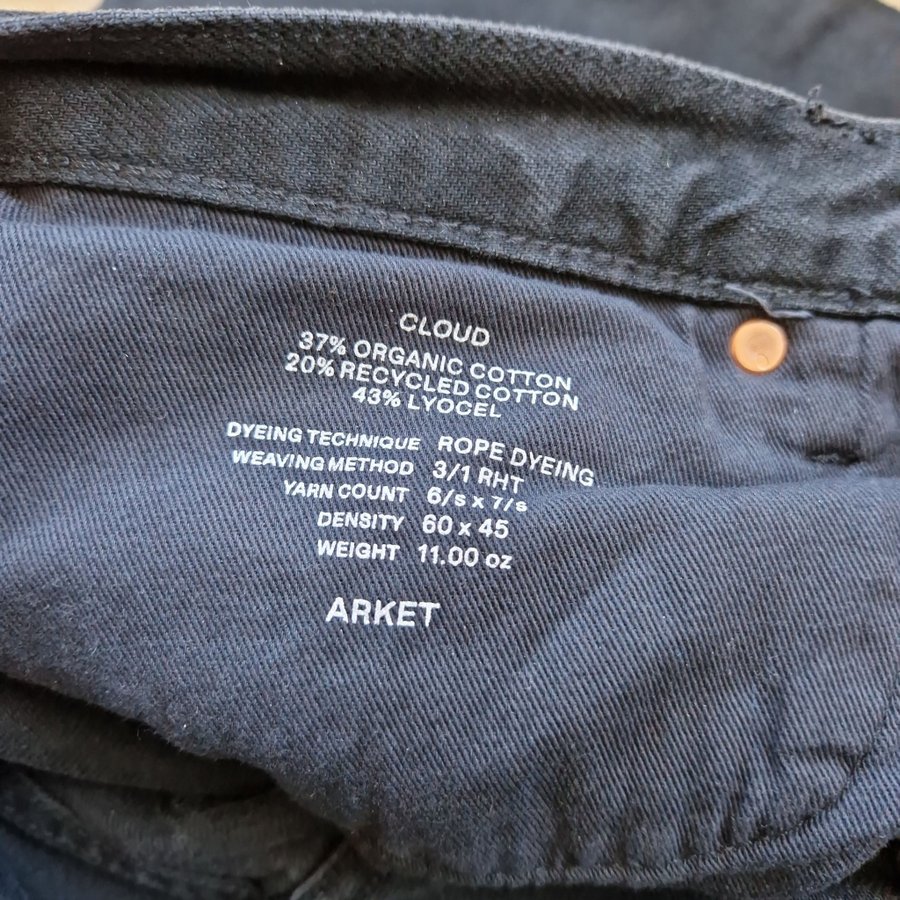 CLOUD
37% ORGANIC COTTON
20% RECYCLED COTTON
43% LYOCEL
DYEING TECHNIQUE ROPE DYEING
WEAVING METHOD 3/1 RHT
YARN COUNT 6/s x 7/s
DENSITY 60 x 45
WEIGHT 11.00 oz
ARKET